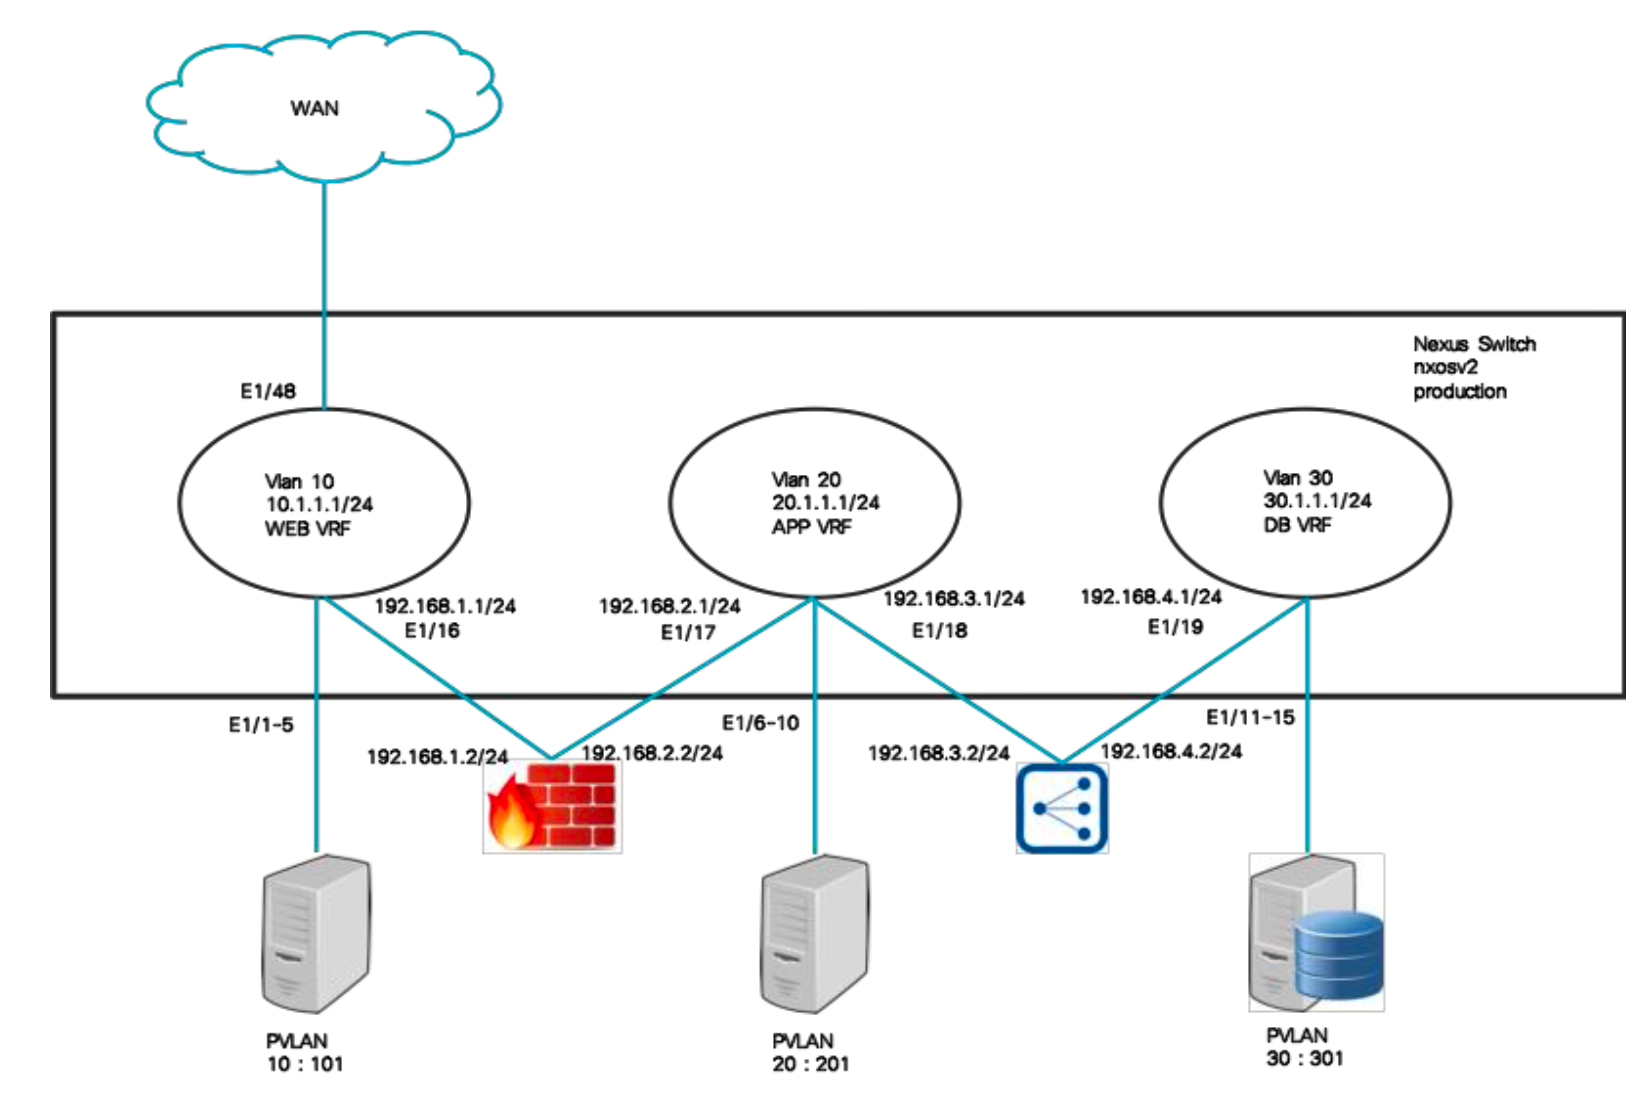 WAN
Nexus Switch
nxosv2
production
E1/48
Vlan 10
10.1.1.1/24
WEB VRF
Vlan 20
20.1.1.1/24
APP VRF
Vlan 30
30.1.1.1/24
DB VRF
192.168.1.1/24
E1/16
192.168.2.1/24
E1/17
192.168.3.1/24
E1/18
192.168.4.1/24
E1/19
E1/1-5
E1/6-10
E1/11-15
192.168.1.2/24
192.168.2.2/24
192.168.3.2/24
192.168.4.2/24
PVLAN
10 : 101
PVLAN
20 : 201
PVLAN
30 : 301